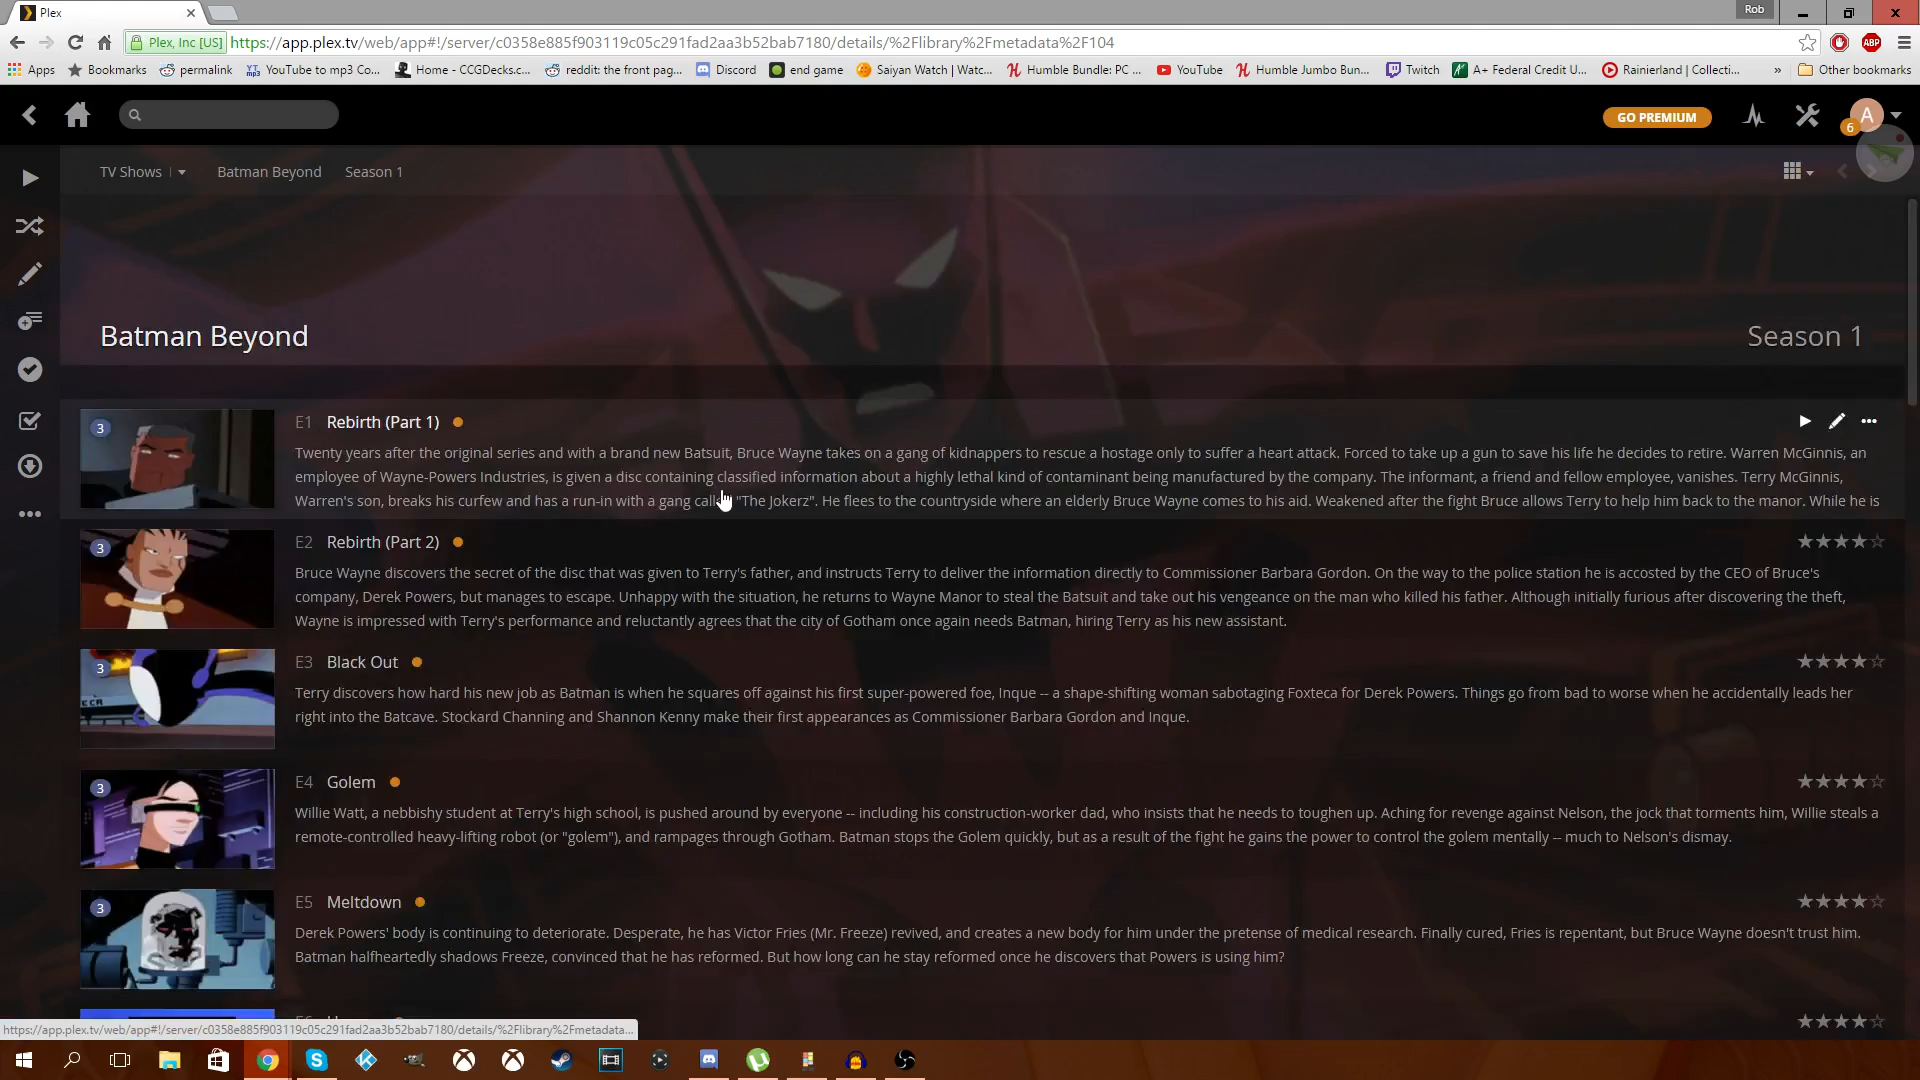 Plex
Rob
Plex, Inc [US] https://app.plex.tv/web/app#!/server/c0358e885f903119c05c291fad2aa3b52bab7180/details/%2Flibrary%2Fmetadata%2F104
ABP
Apps Bookmarks permalink YouTube to mp3 Co... Home - CCGDecks.c... reddit: the front pag... Discord end game Saiyan Watch | Watc... Humble Bundle: PC ... YouTube Humble Jumbo Bun... Twitch A+ Federal Credit U... Rainierland | Collecti... » Other bookmarks
GO PREMIUM
A
6
TV Shows Batman Beyond Season 1
Batman Beyond
Season 1
3
E1 Rebirth (Part 1)
Twenty years after the original series and with a brand new Batsuit, Bruce Wayne takes on a gang of kidnappers to rescue a hostage only to suffer a heart attack. Forced to take up a gun to save his life he decides to retire. Warren McGinnis, an
employee of Wayne-Powers Industries, is given a disc containing classified information about a highly lethal kind of contaminant being manufactured by the company. The informant, a friend and fellow employee, vanishes. Terry McGinnis,
Warren's son, breaks his curfew and has a run-in with a gang "The Jokerz". He flees to the countryside where an elderly Bruce Wayne comes to his aid. Weakened after the fight Bruce allows Terry to help him back to the manor. While he is
3
E2 Rebirth (Part 2)
Bruce Wayne discovers the secret of the disc that was given to Terry's father, and instructs Terry to deliver the information directly to Commissioner Barbara Gordon. On the way to the police station he is accosted by the CEO of Bruce's
company, Derek Powers, but manages to escape. Unhappy with the situation, he returns to Wayne Manor to steal the Batsuit and take out his vengeance on the man who killed his father. Although initially furious after discovering the theft,
Wayne is impressed with Terry's performance and reluctantly agrees that the city of Gotham once again needs Batman, hiring Terry as his new assistant.
3
E3 Black Out
Terry discovers how hard his new job as Batman is when he squares off against his first super-powered foe, Inque -- a shape-shifting woman sabotaging Foxteca for Derek Powers. Things go from bad to worse when he accidentally leads her
right into the Batcave. Stockard Channing and Shannon Kenny make their first appearances as Commissioner Barbara Gordon and Inque.
3
E4 Golem
Willie Watt, a nebbishy student at Terry's high school, is pushed around by everyone -- including his construction-worker dad, who insists that he needs to toughen up. Aching for revenge against Nelson, the jock that torments him, Willie steals a
remote-controlled heavy-lifting robot (or "golem"), and rampages through Gotham. Batman stops the Golem quickly, but as a result of the fight he gains the power to control the golem mentally -- much to Nelson's dismay.
3
E5 Meltdown
Derek Powers' body is continuing to deteriorate. Desperate, he has Victor Fries (Mr. Freeze) revived, and creates a new body for him under the pretense of medical research. Finally cured, Fries is repentant, but Bruce Wayne doesn't trust him.
Batman halfheartedly shadows Freeze, convinced that he has reformed. But how long can he stay reformed once he discovers that Powers is using him?
https://app.plex.tv/web/app#!/server/c0358e885f903119c05c291fad2aa3b52bab7180/details/%2Flibrary%2Fmetadata...